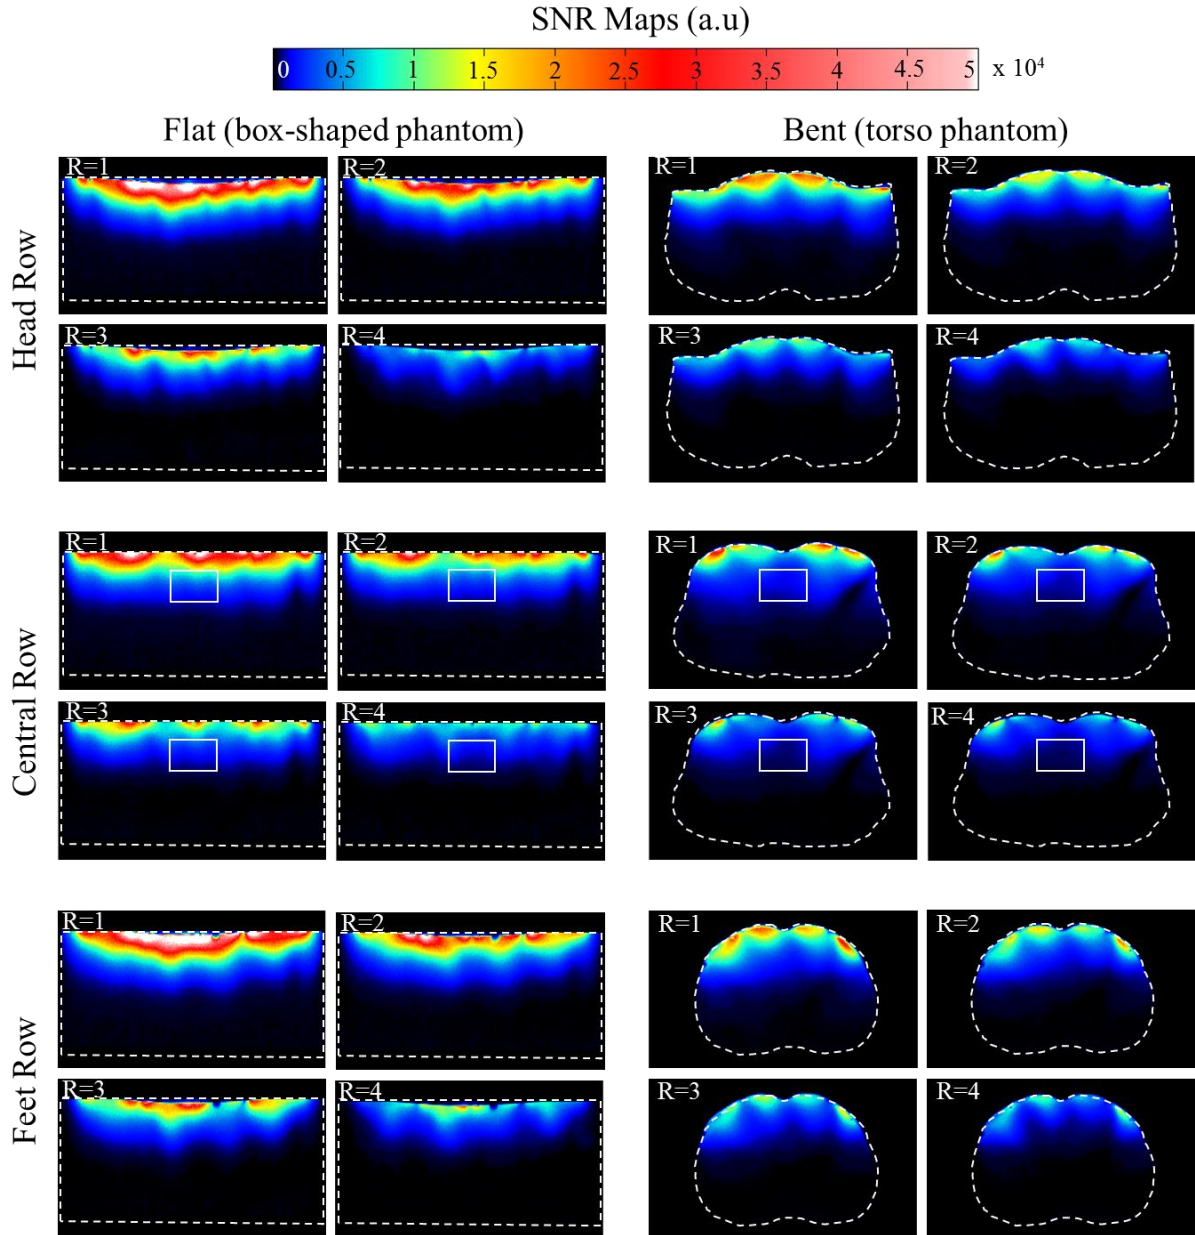 SNR Maps (a.u)
0 0.5 1 1.5 2 2.5 3 3.5 4 4.5 5 x 10⁴
Flat (box-shaped phantom) Bent (torso phantom)
Head Row
R=1 R=2 R=1 R=2
R=3 R=4 R=3 R=4
Central Row
R=1 R=2 R=1 R=2
R=3 R=4 R=3 R=4
Feet Row
R=1 R=2 R=1 R=2
R=3 R=4 R=3 R=4